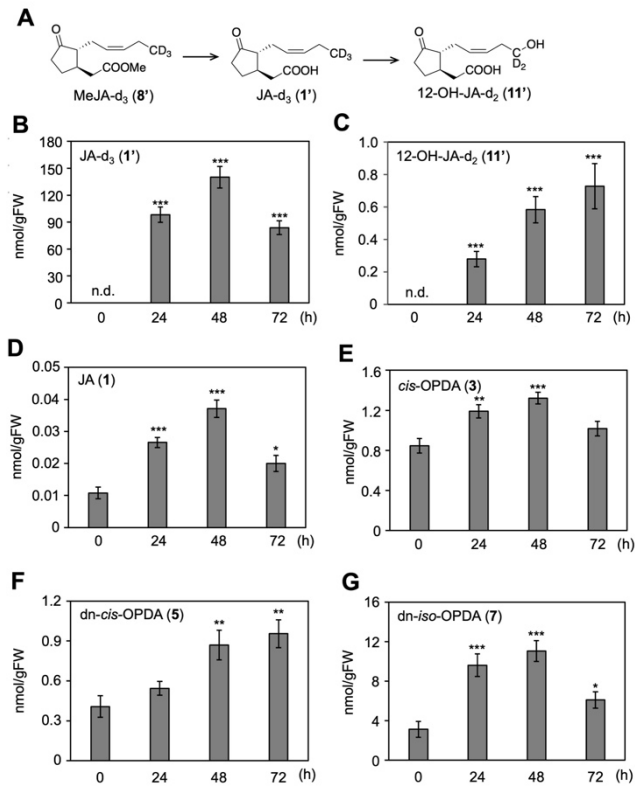 A
O
CD3
COOMe
MeJA-d3 (8')
O
CD3
COOH
JA-d3 (1')
O
OH
C
D2
COOH
12-OH-JA-d2 (11')
B
JA-d3 (1')
nmol/gFW
180
150
120
90
60
30
0
n.d.
***
***
***
0 24 48 72 (h)
C
12-OH-JA-d2 (11')
nmol/gFW
1.0
0.8
0.6
0.4
0.2
0
n.d.
***
***
***
0 24 48 72 (h)
D
JA (1)
nmol/gFW
0.05
0.04
0.03
0.02
0.01
0
***
***
*
0 24 48 72 (h)
E
cis-OPDA (3)
nmol/gFW
1.6
1.2
0.8
0.4
0
**
***
0 24 48 72 (h)
F
dn-cis-OPDA (5)
nmol/gFW
1.2
0.9
0.6
0.3
0
**
**
0 24 48 72 (h)
G
dn-iso-OPDA (7)
nmol/gFW
16
12
8
4
0
***
***
*
0 24 48 72 (h)